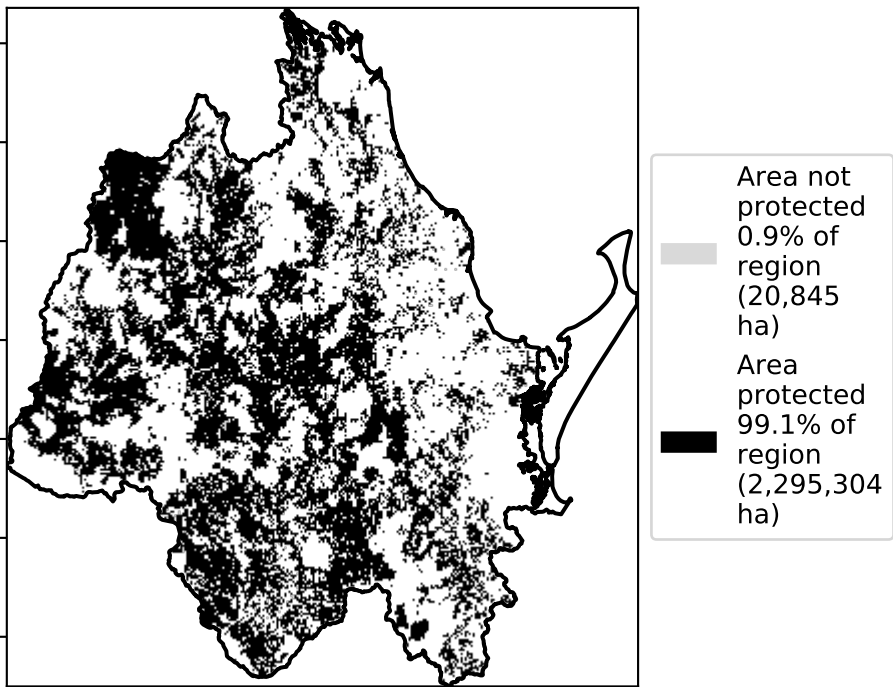 Area not
protected
0.9% of
region
(20,845
ha)
Area
protected
99.1% of
region
(2,295,304
ha)